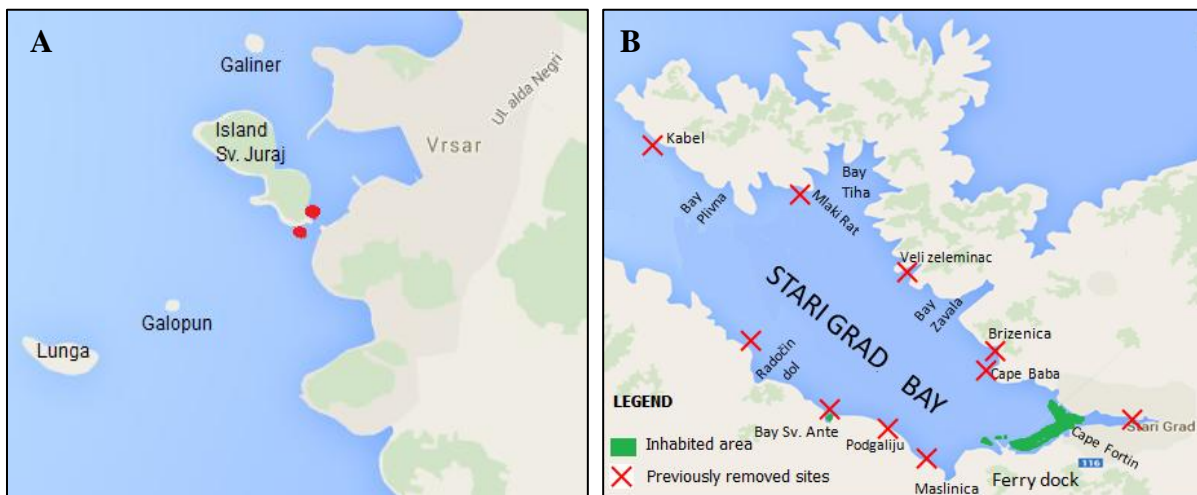 A
Galiner
Island
Sv. Juraj
Ul. alda Negri
Vrsar
Galopun
Lunga
B
Kabel
Bay
Tiha
Bay
Plivna
Mlaki Rat
Veli zeleminac
STARI GRAD BAY
Bay
Zavala
Brizenica
Cape Baba
Radočin
dol
LEGEND
Inhabited area
Previously removed sites
Bay Sv. Ante
Podgaliju
Maslinica
Stari Grad
Cape Fortin
116
Ferry dock